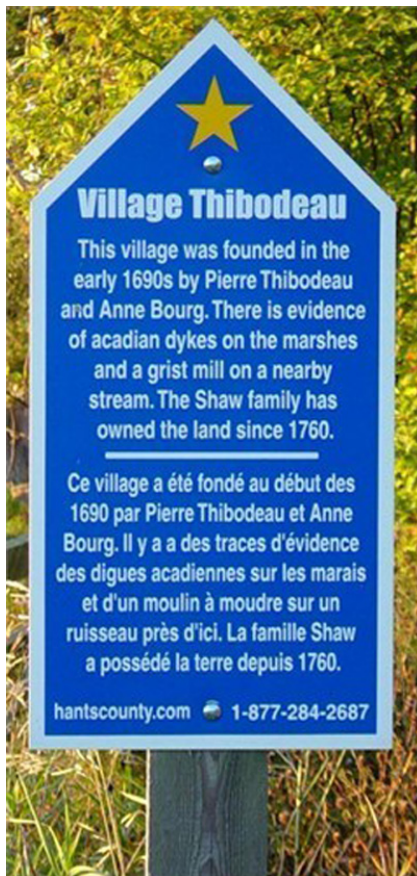 Village Thibodeau
This village was founded in the
early 1690s by Pierre Thibodeau
and Anne Bourg. There is evidence
of acadian dykes on the marshes
and a grist mill on a nearby
stream. The Shaw family has
owned the land since 1760.
Ce village a été fondé au début des
1690 par Pierre Thibodeau et Anne
Bourg. Il y a a des traces d'évidence
des digues acadiennes sur les marais
et d'un moulin à moudre sur un
ruisseau près d'ici. La famille Shaw
a possédé la terre depuis 1760.
hantscounty.com 1-877-284-2687